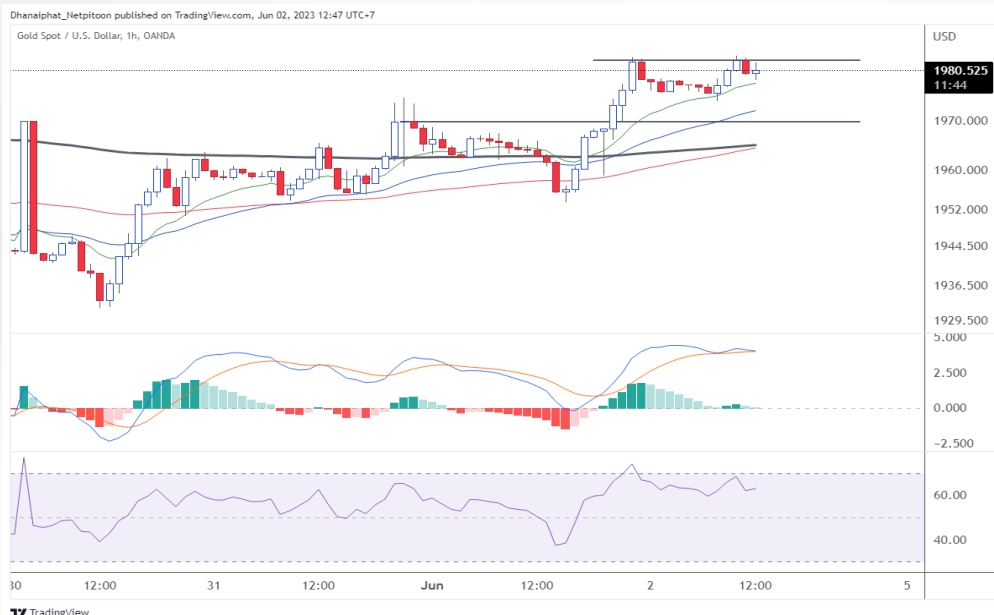 Dhanaiphat_Netpitoon published on TradingView.com, Jun 02, 2023 12:47 UTC+7
Gold Spot / U.S. Dollar, 1h, OANDA
USD
1980.525
11:44
1970.000
1960.000
1952.000
1944.500
1936.500
1929.500
5.000
2.500
0.000
−2.500
60.00
40.00
30 12:00 31 12:00 Jun 12:00 2 12:00 5
TradingView